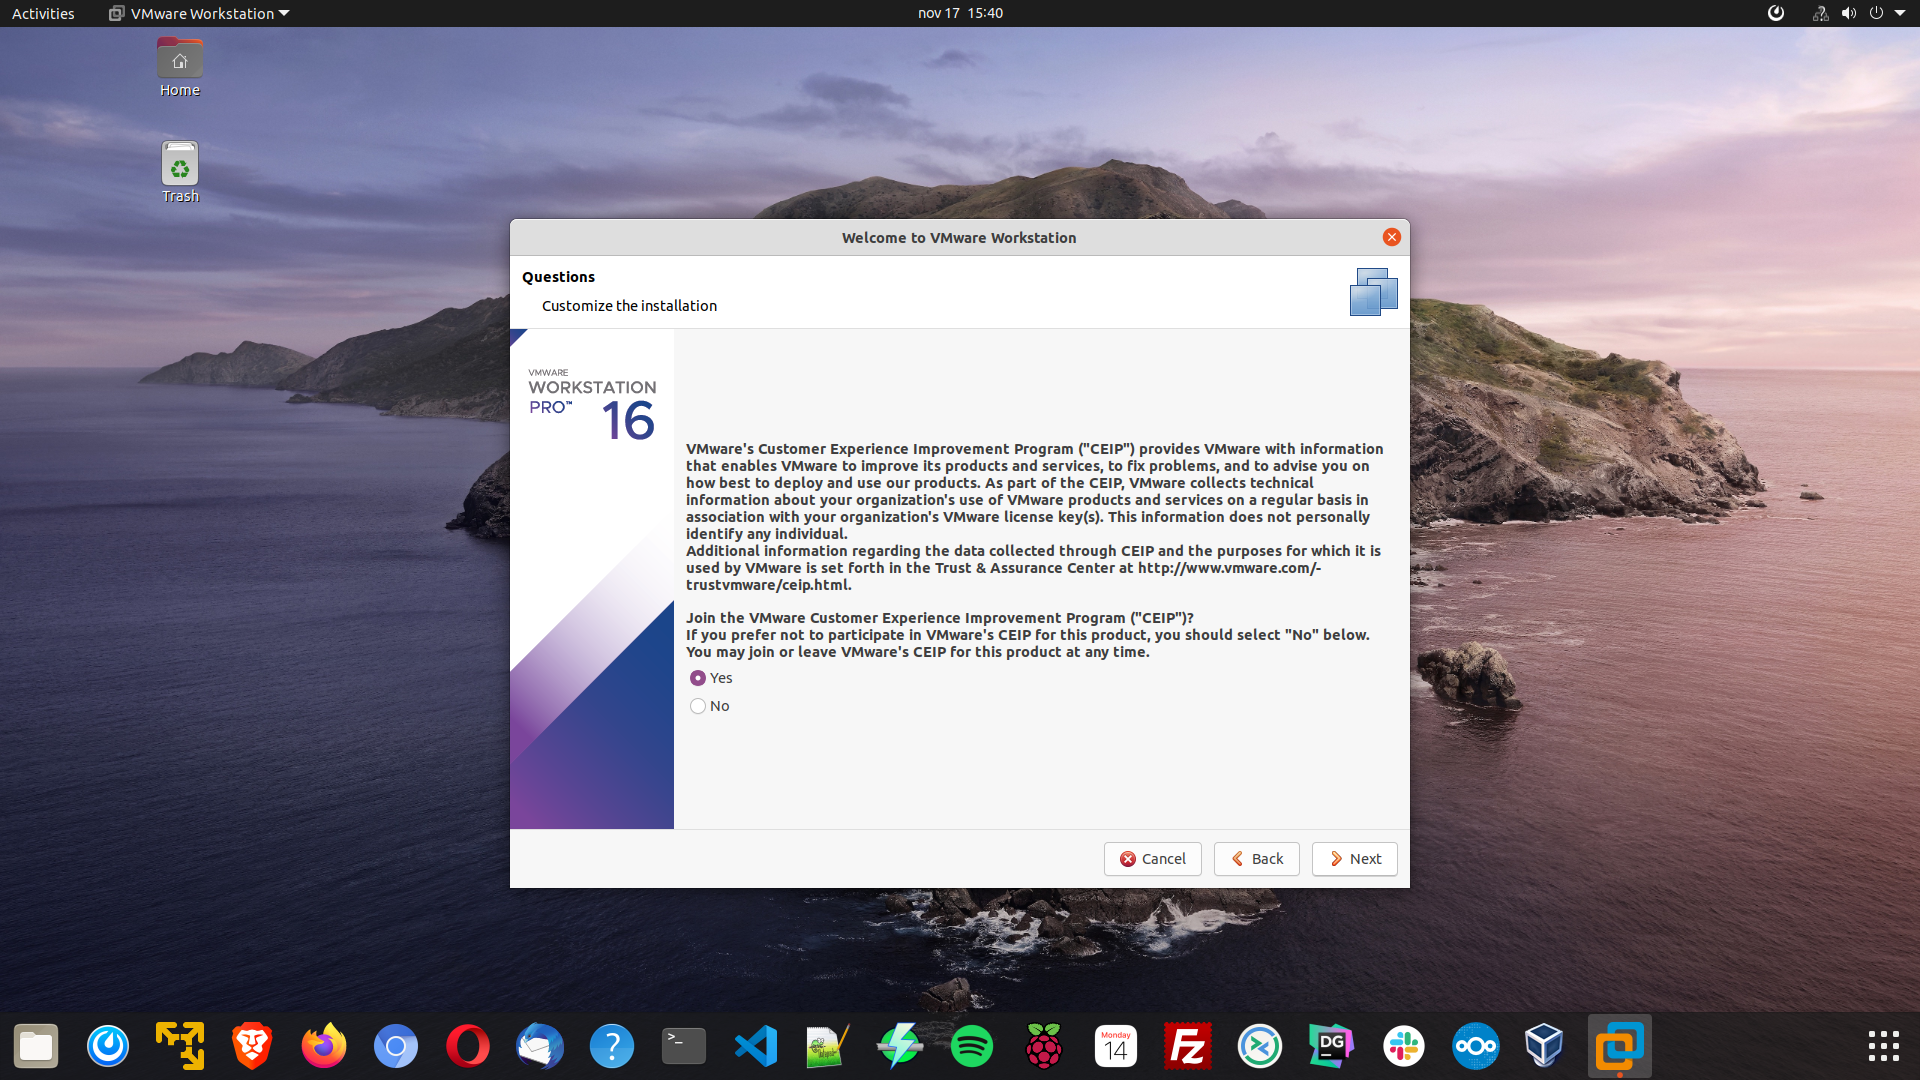 Activities
VMware Workstation
nov 17 15:40
Home
Trash
Welcome to VMware Workstation
Questions
Customize the installation
VMWARE
WORKSTATION
PRO™ 16
VMware's Customer Experience Improvement Program ("CEIP") provides VMware with information
that enables VMware to improve its products and services, to fix problems, and to advise you on
how best to deploy and use our products. As part of the CEIP, VMware collects technical
information about your organization's use of VMware products and services on a regular basis in
association with your organization's VMware license key(s). This information does not personally
identify any individual.
Additional information regarding the data collected through CEIP and the purposes for which it is
used by VMware is set forth in the Trust & Assurance Center at http://www.vmware.com/-
trustvmware/ceip.html.
Join the VMware Customer Experience Improvement Program ("CEIP")?
If you prefer not to participate in VMware's CEIP for this product, you should select "No" below.
You may join or leave VMware's CEIP for this product at any time.
Yes
No
Cancel
Back
Next
?
>_
Monday
14
FZ
DG